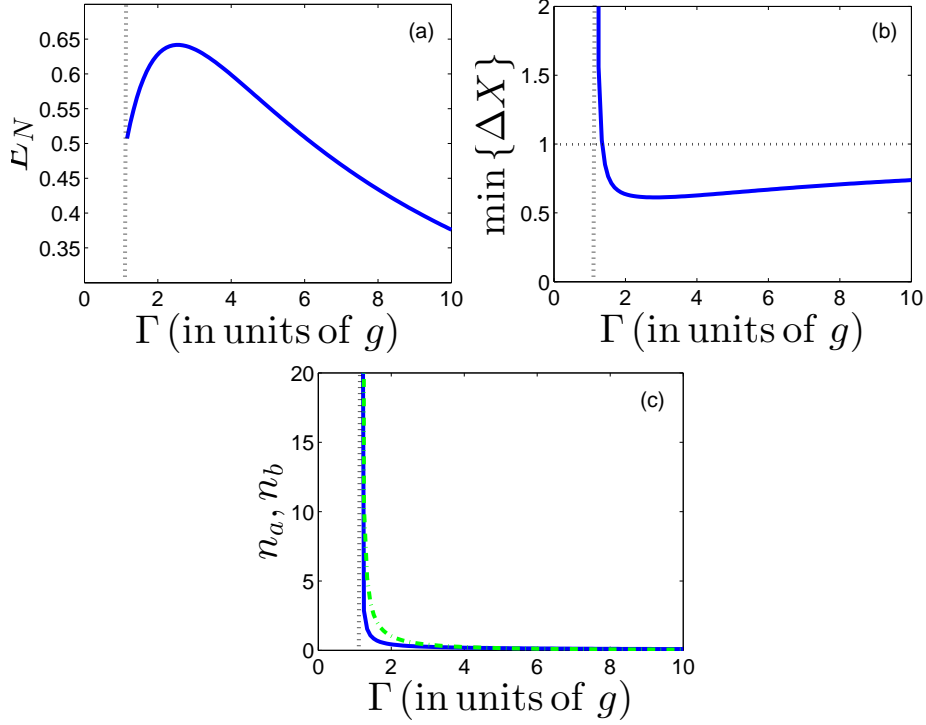 (a)
0.65
0.6
0.55
0.5
0.45
0.4
0.35
E_N
0 2 4 6 8 10
Γ (in units of g)
(b)
2
1.5
1
0.5
0
min {ΔX}
0 2 4 6 8 10
Γ (in units of g)
(c)
20
15
10
5
0
n_a, n_b
0 2 4 6 8 10
Γ (in units of g)